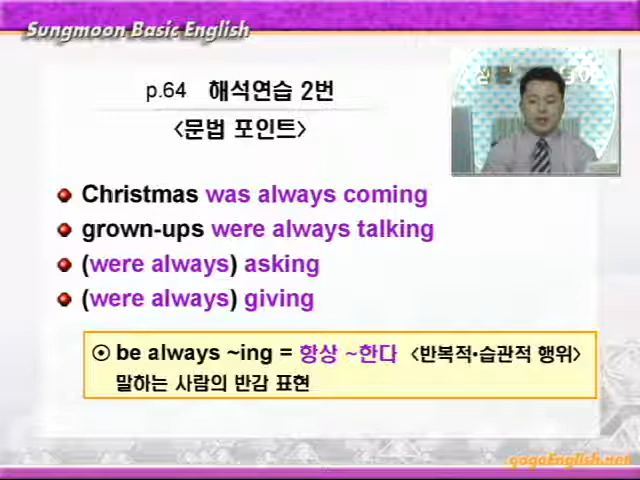 Sungmoon Basic English
p.64 해석연습 2번
<문법 포인트>
Christmas was always coming
grown-ups were always talking
(were always) asking
(were always) giving
⊙ be always ~ing = 항상 ~한다 <반복적•습관적 행위>
말하는 사람의 반감 표현
gogoEnglish.net